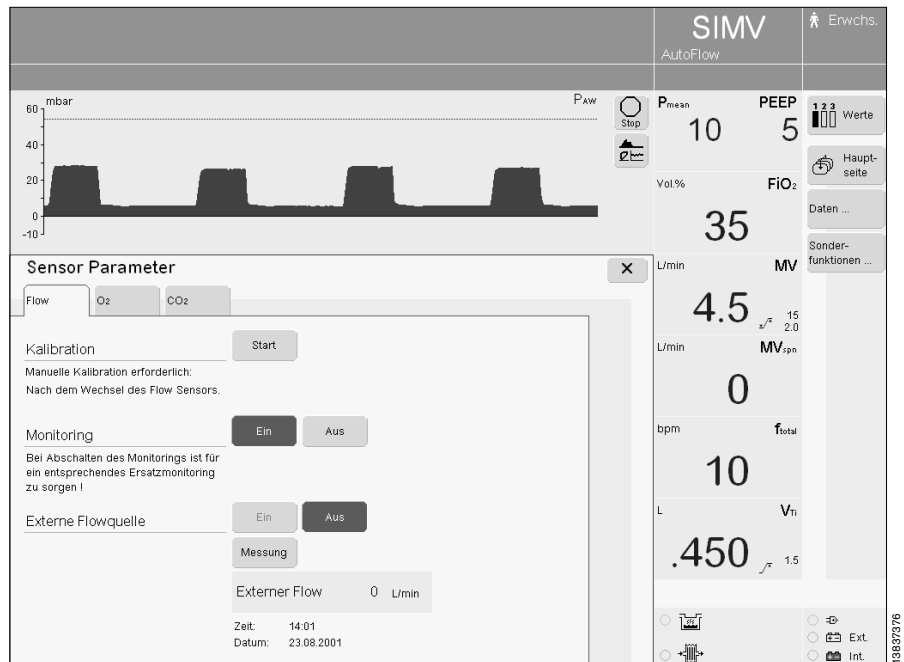 SIMV
AutoFlow
Erwchs.
mbar
PAW
60
40
20
0
-10
Stop
Pmean
PEEP
10
5
Vol.%
FiO2
35
L/min
MV
4.5
15
2.0
L/min
MVspn
0
bpm
ftotal
10
L
VTi
.450
1.5
1 2 3
Werte
Haupt-
seite
Daten ...
Sonder-
funktionen ...
Sensor Parameter
Flow
O2
CO2
Kalibration
Start
Manuelle Kalibration erforderlich:
Nach dem Wechsel des Flow Sensors.
Monitoring
Ein
Aus
Bei Abschalten des Monitorings ist für
ein entsprechendes Ersatzmonitoring
zu sorgen !
Externe Flowquelle
Ein
Aus
Messung
Externer Flow 0 L/min
Zeit: 14:01
Datum: 23.08.2001
Ext.
Int.
13837376